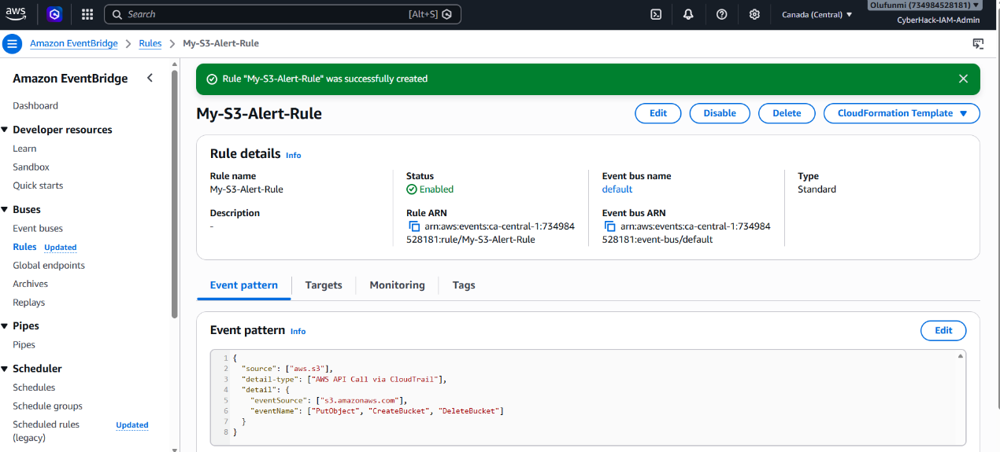 aws
Search
[Alt+S]
Canada (Central)
Olufunmi (734984528181)
CyberHack-IAM-Admin
Amazon EventBridge
Rules
My-S3-Alert-Rule
Amazon EventBridge
Dashboard
Developer resources
Learn
Sandbox
Quick starts
Buses
Event buses
Rules Updated
Global endpoints
Archives
Replays
Pipes
Pipes
Scheduler
Schedules
Schedule groups
Scheduled rules
(legacy)
Updated
Rule "My-S3-Alert-Rule" was successfully created
My-S3-Alert-Rule
Edit
Disable
Delete
CloudFormation Template
Rule details Info
Rule name
My-S3-Alert-Rule
Description
-
Status
Enabled
Rule ARN
arn:aws:events:ca-central-1:734984
528181:rule/My-S3-Alert-Rule
Event bus name
default
Event bus ARN
arn:aws:events:ca-central-1:734984
528181:event-bus/default
Type
Standard
Event pattern
Targets
Monitoring
Tags
Event pattern Info
Edit
1 {
2 "source": ["aws.s3"],
3 "detail-type": ["AWS API Call via CloudTrail"],
4 "detail": {
5 "eventSource": ["s3.amazonaws.com"],
6 "eventName": ["PutObject", "CreateBucket", "DeleteBucket"]
7 }
8 }